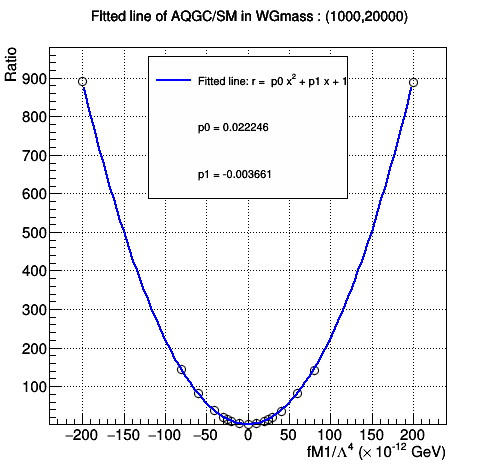 FItted line of AQGC/SM in WGmass : (1000,20000)
Ratio
Fitted line: r = p0 x² + p1 x + 1
p0 = 0.022246
p1 = -0.003661
900
800
700
600
500
400
300
200
100
−200 −150 −100 −50 0 50 100 150 200
fM1/Λ⁴ (× 10⁻¹² GeV)